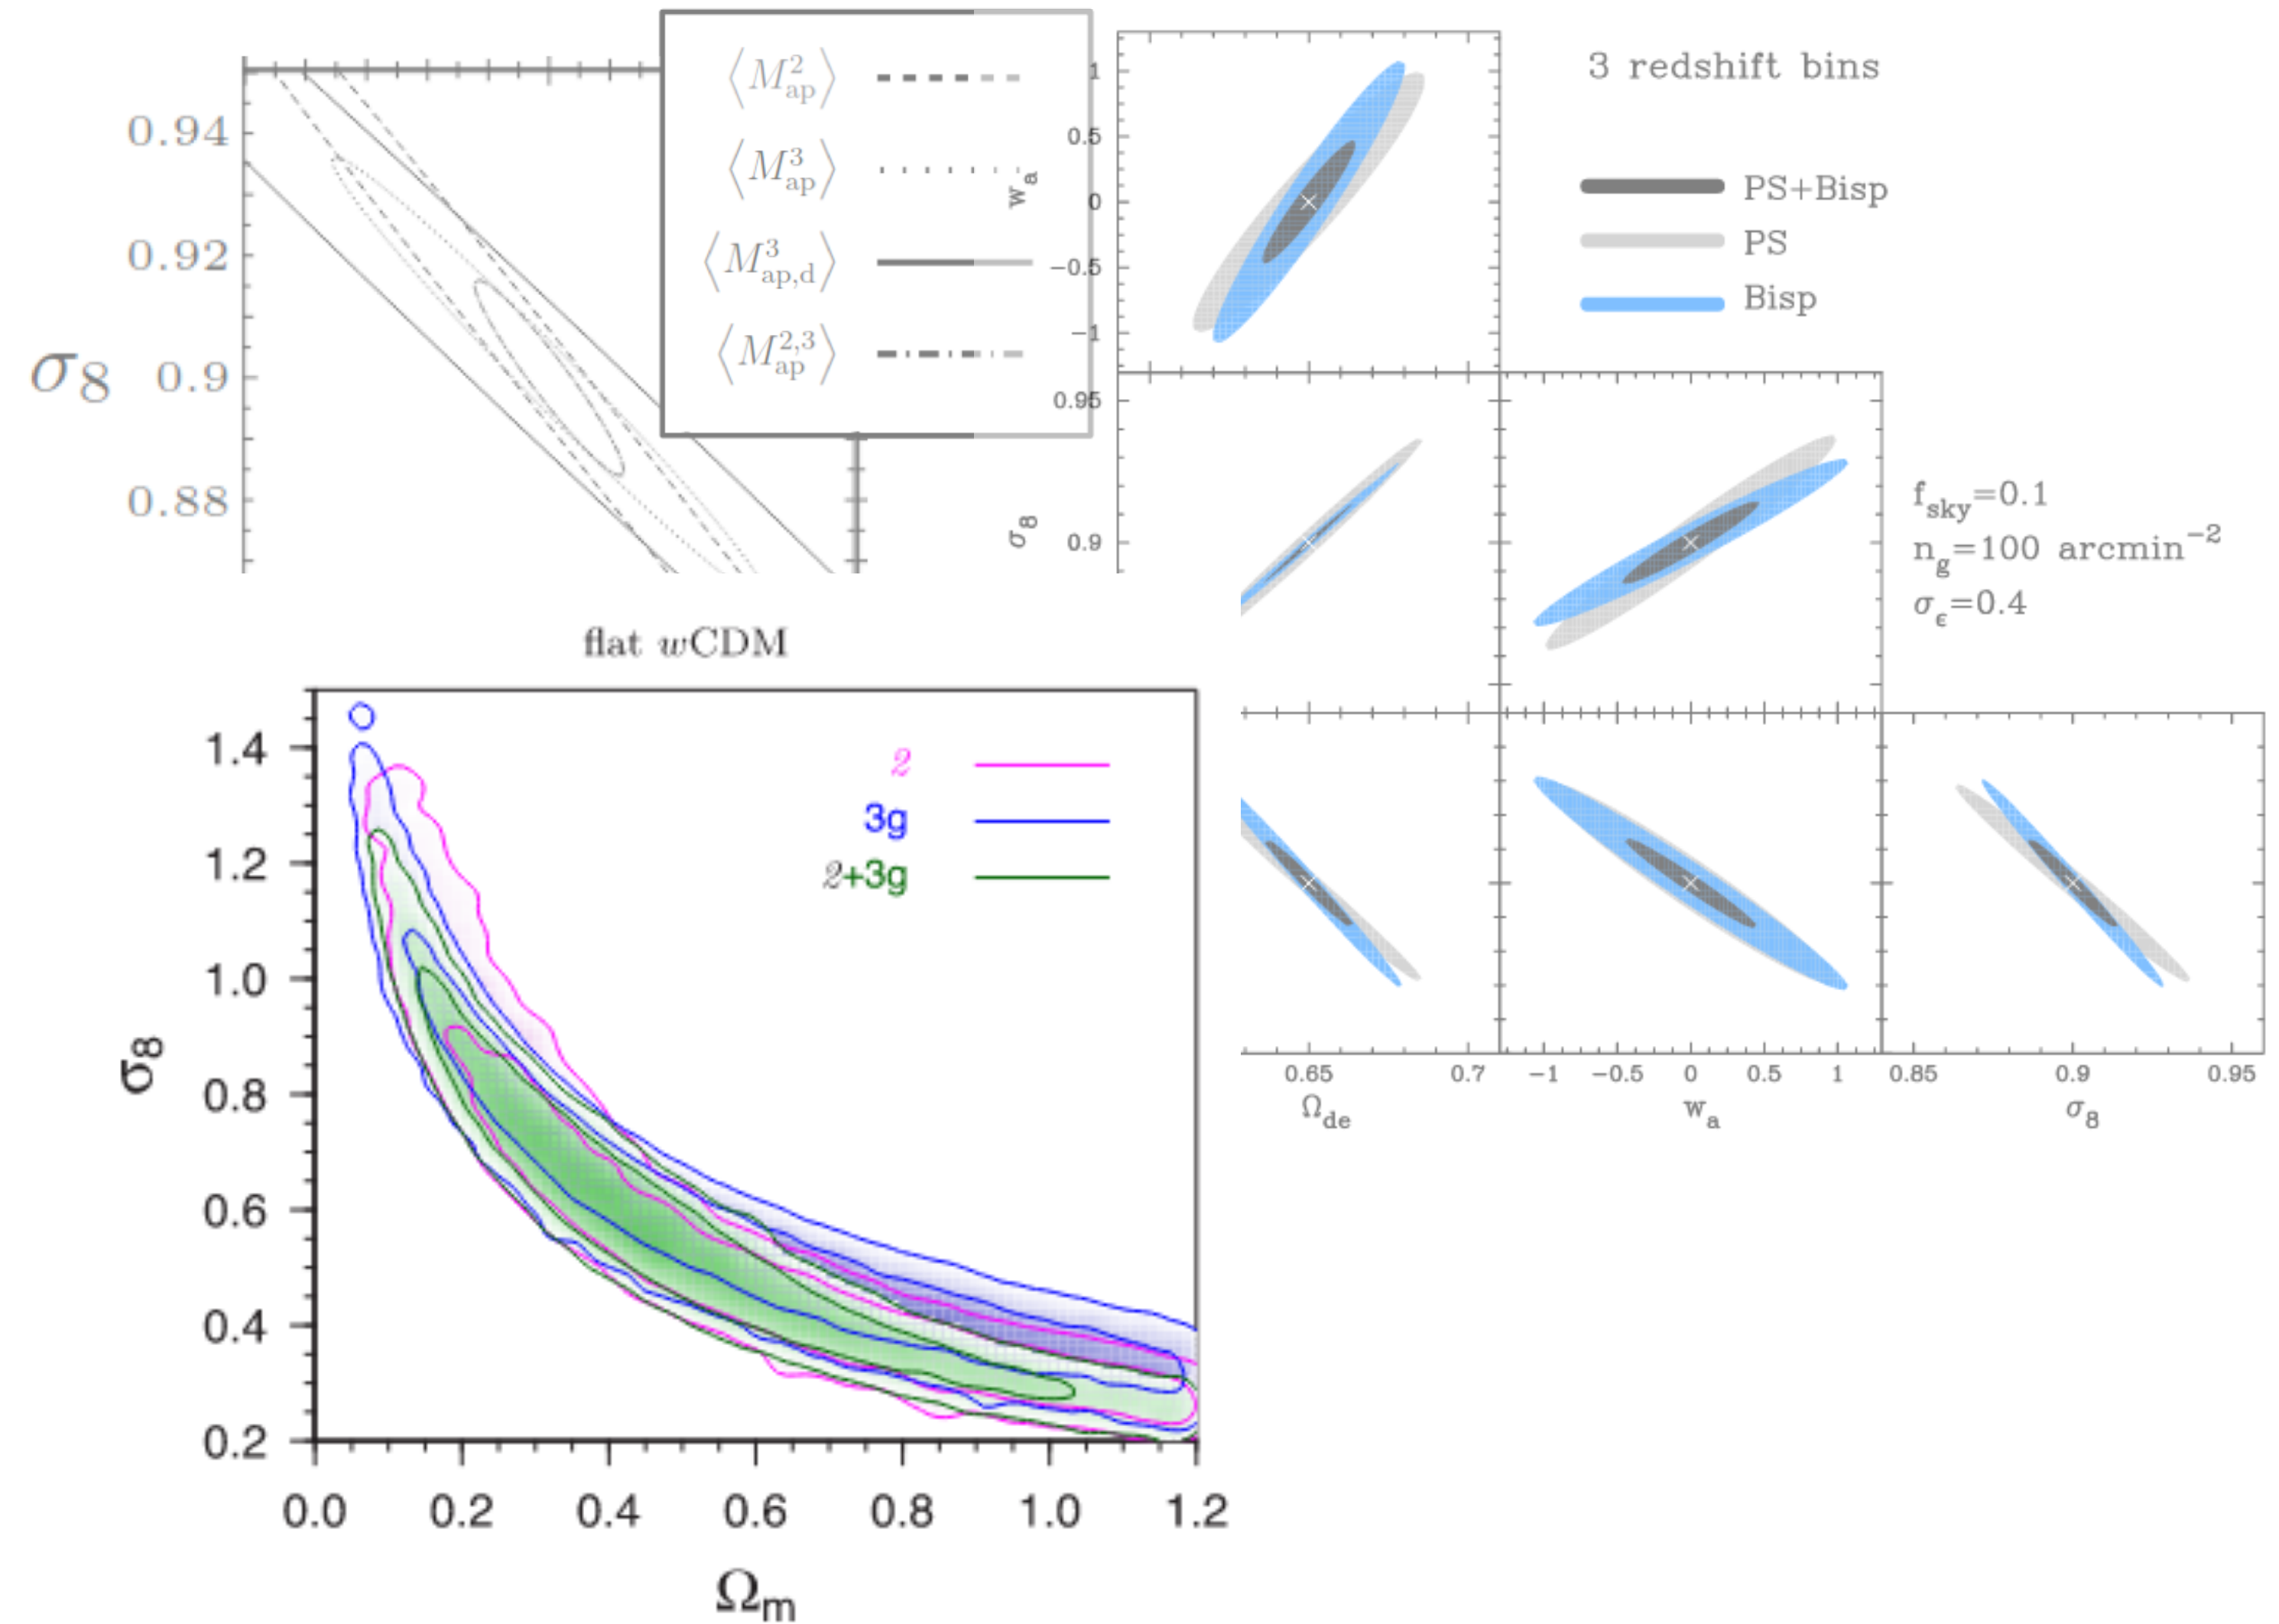 ⟨M²ap⟩
⟨M³ap⟩
⟨M³ap,d⟩
⟨M²,³ap⟩
0.94
0.92
0.9
0.88
σ8
3 redshift bins
PS+Bisp
PS
Bisp
1
0.5
0
−0.5
−1
wa
0.95
0.9
σ8
fsky=0.1
ng=100 arcmin−2
σϵ=0.4
0.65 0.7
−1 −0.5 0 0.5 1
0.85 0.9 0.95
Ωde
wa
σ8
flat wCDM
2
3g
2+3g
1.4
1.2
1.0
0.8
0.6
0.4
0.2
σ8
0.0 0.2 0.4 0.6 0.8 1.0 1.2
Ωm